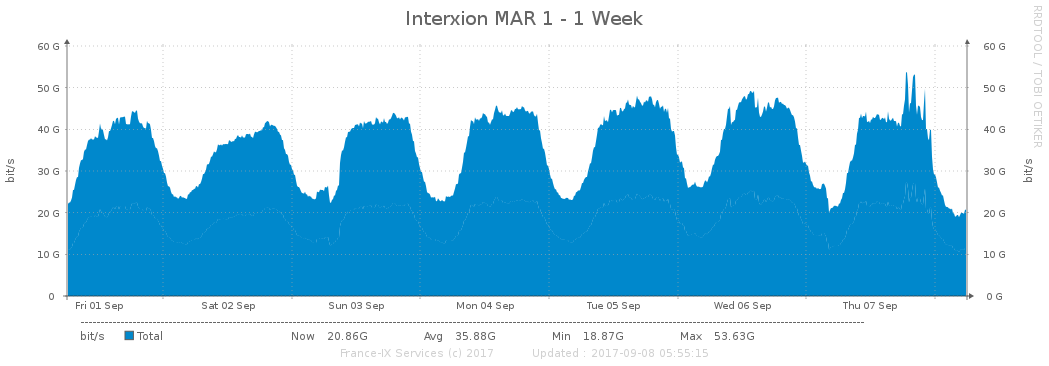 Interxion MAR 1 - 1 Week
RRDTOOL / TOBI OETIKER
60 G 60 G
50 G 50 G
40 G 40 G
30 G 30 G
20 G 20 G
10 G 10 G
0 0 G
bit/s bit/s
Fri 01 Sep Sat 02 Sep Sun 03 Sep Mon 04 Sep Tue 05 Sep Wed 06 Sep Thu 07 Sep
bit/s Total Now 20.86G Avg 35.88G Min 18.87G Max 53.63G
France-IX Services (c) 2017 Updated : 2017-09-08 05:55:15